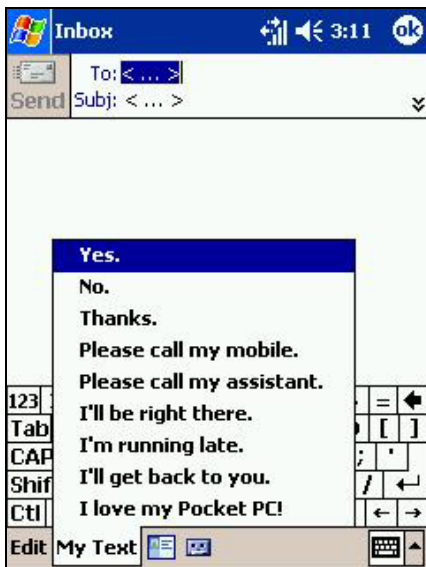 Inbox 3:11 ok
To: < ... >
Send Subj: < ... >
Yes.
No.
Thanks.
Please call my mobile.
Please call my assistant.
I'll be right there.
I'm running late.
I'll get back to you.
I love my Pocket PC!
123 =
Tab [ ]
CAP ; '
Shif /
Ctl
Edit My Text